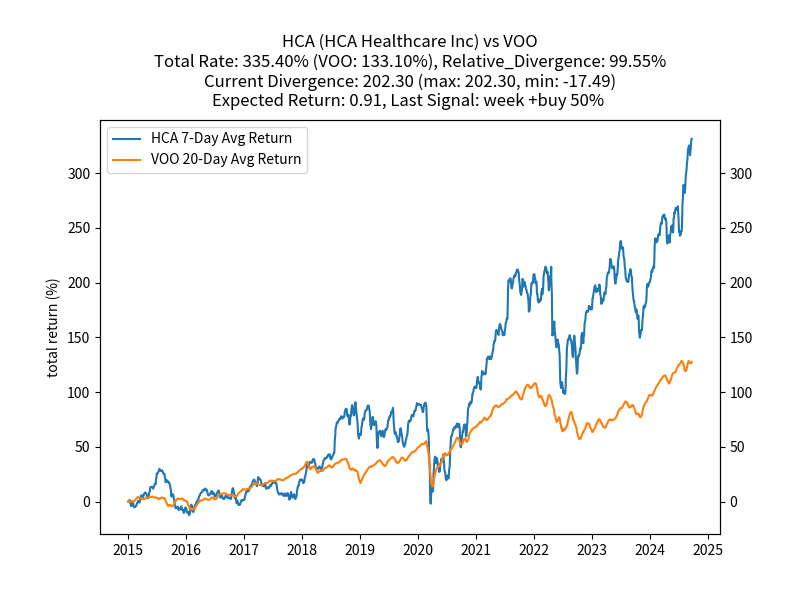 HCA (HCA Healthcare Inc) vs VOO
Total Rate: 335.40% (VOO: 133.10%), Relative_Divergence: 99.55%
Current Divergence: 202.30 (max: 202.30, min: -17.49)
Expected Return: 0.91, Last Signal: week +buy 50%
HCA 7-Day Avg Return
VOO 20-Day Avg Return
total return (%)
300 300
250 250
200 200
150 150
100 100
50 50
0 0
2015 2016 2017 2018 2019 2020 2021 2022 2023 2024 2025